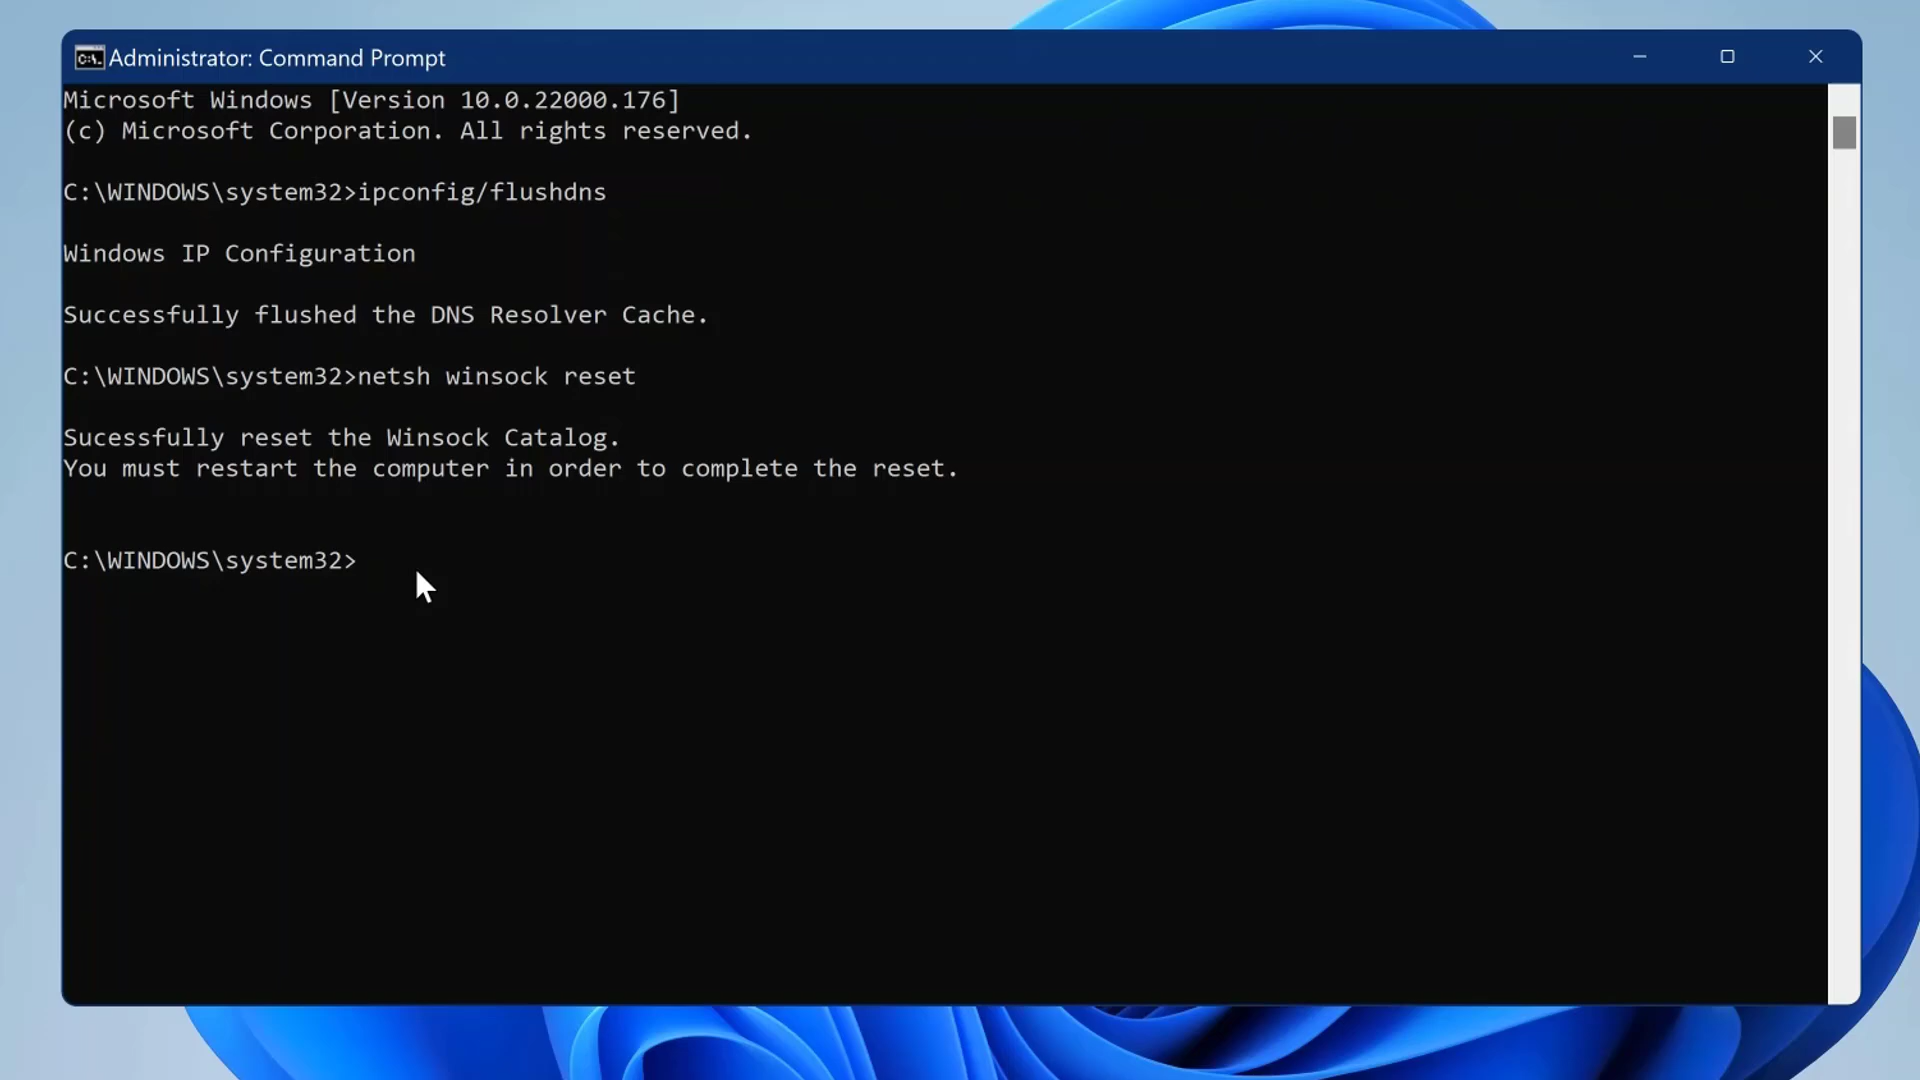 Administrator: Command Prompt
Microsoft Windows [Version 10.0.22000.176]
(c) Microsoft Corporation. All rights reserved.
C:\WINDOWS\system32>ipconfig/flushdns
Windows IP Configuration
Successfully flushed the DNS Resolver Cache.
C:\WINDOWS\system32>netsh winsock reset
Sucessfully reset the Winsock Catalog.
You must restart the computer in order to complete the reset.
C:\WINDOWS\system32>